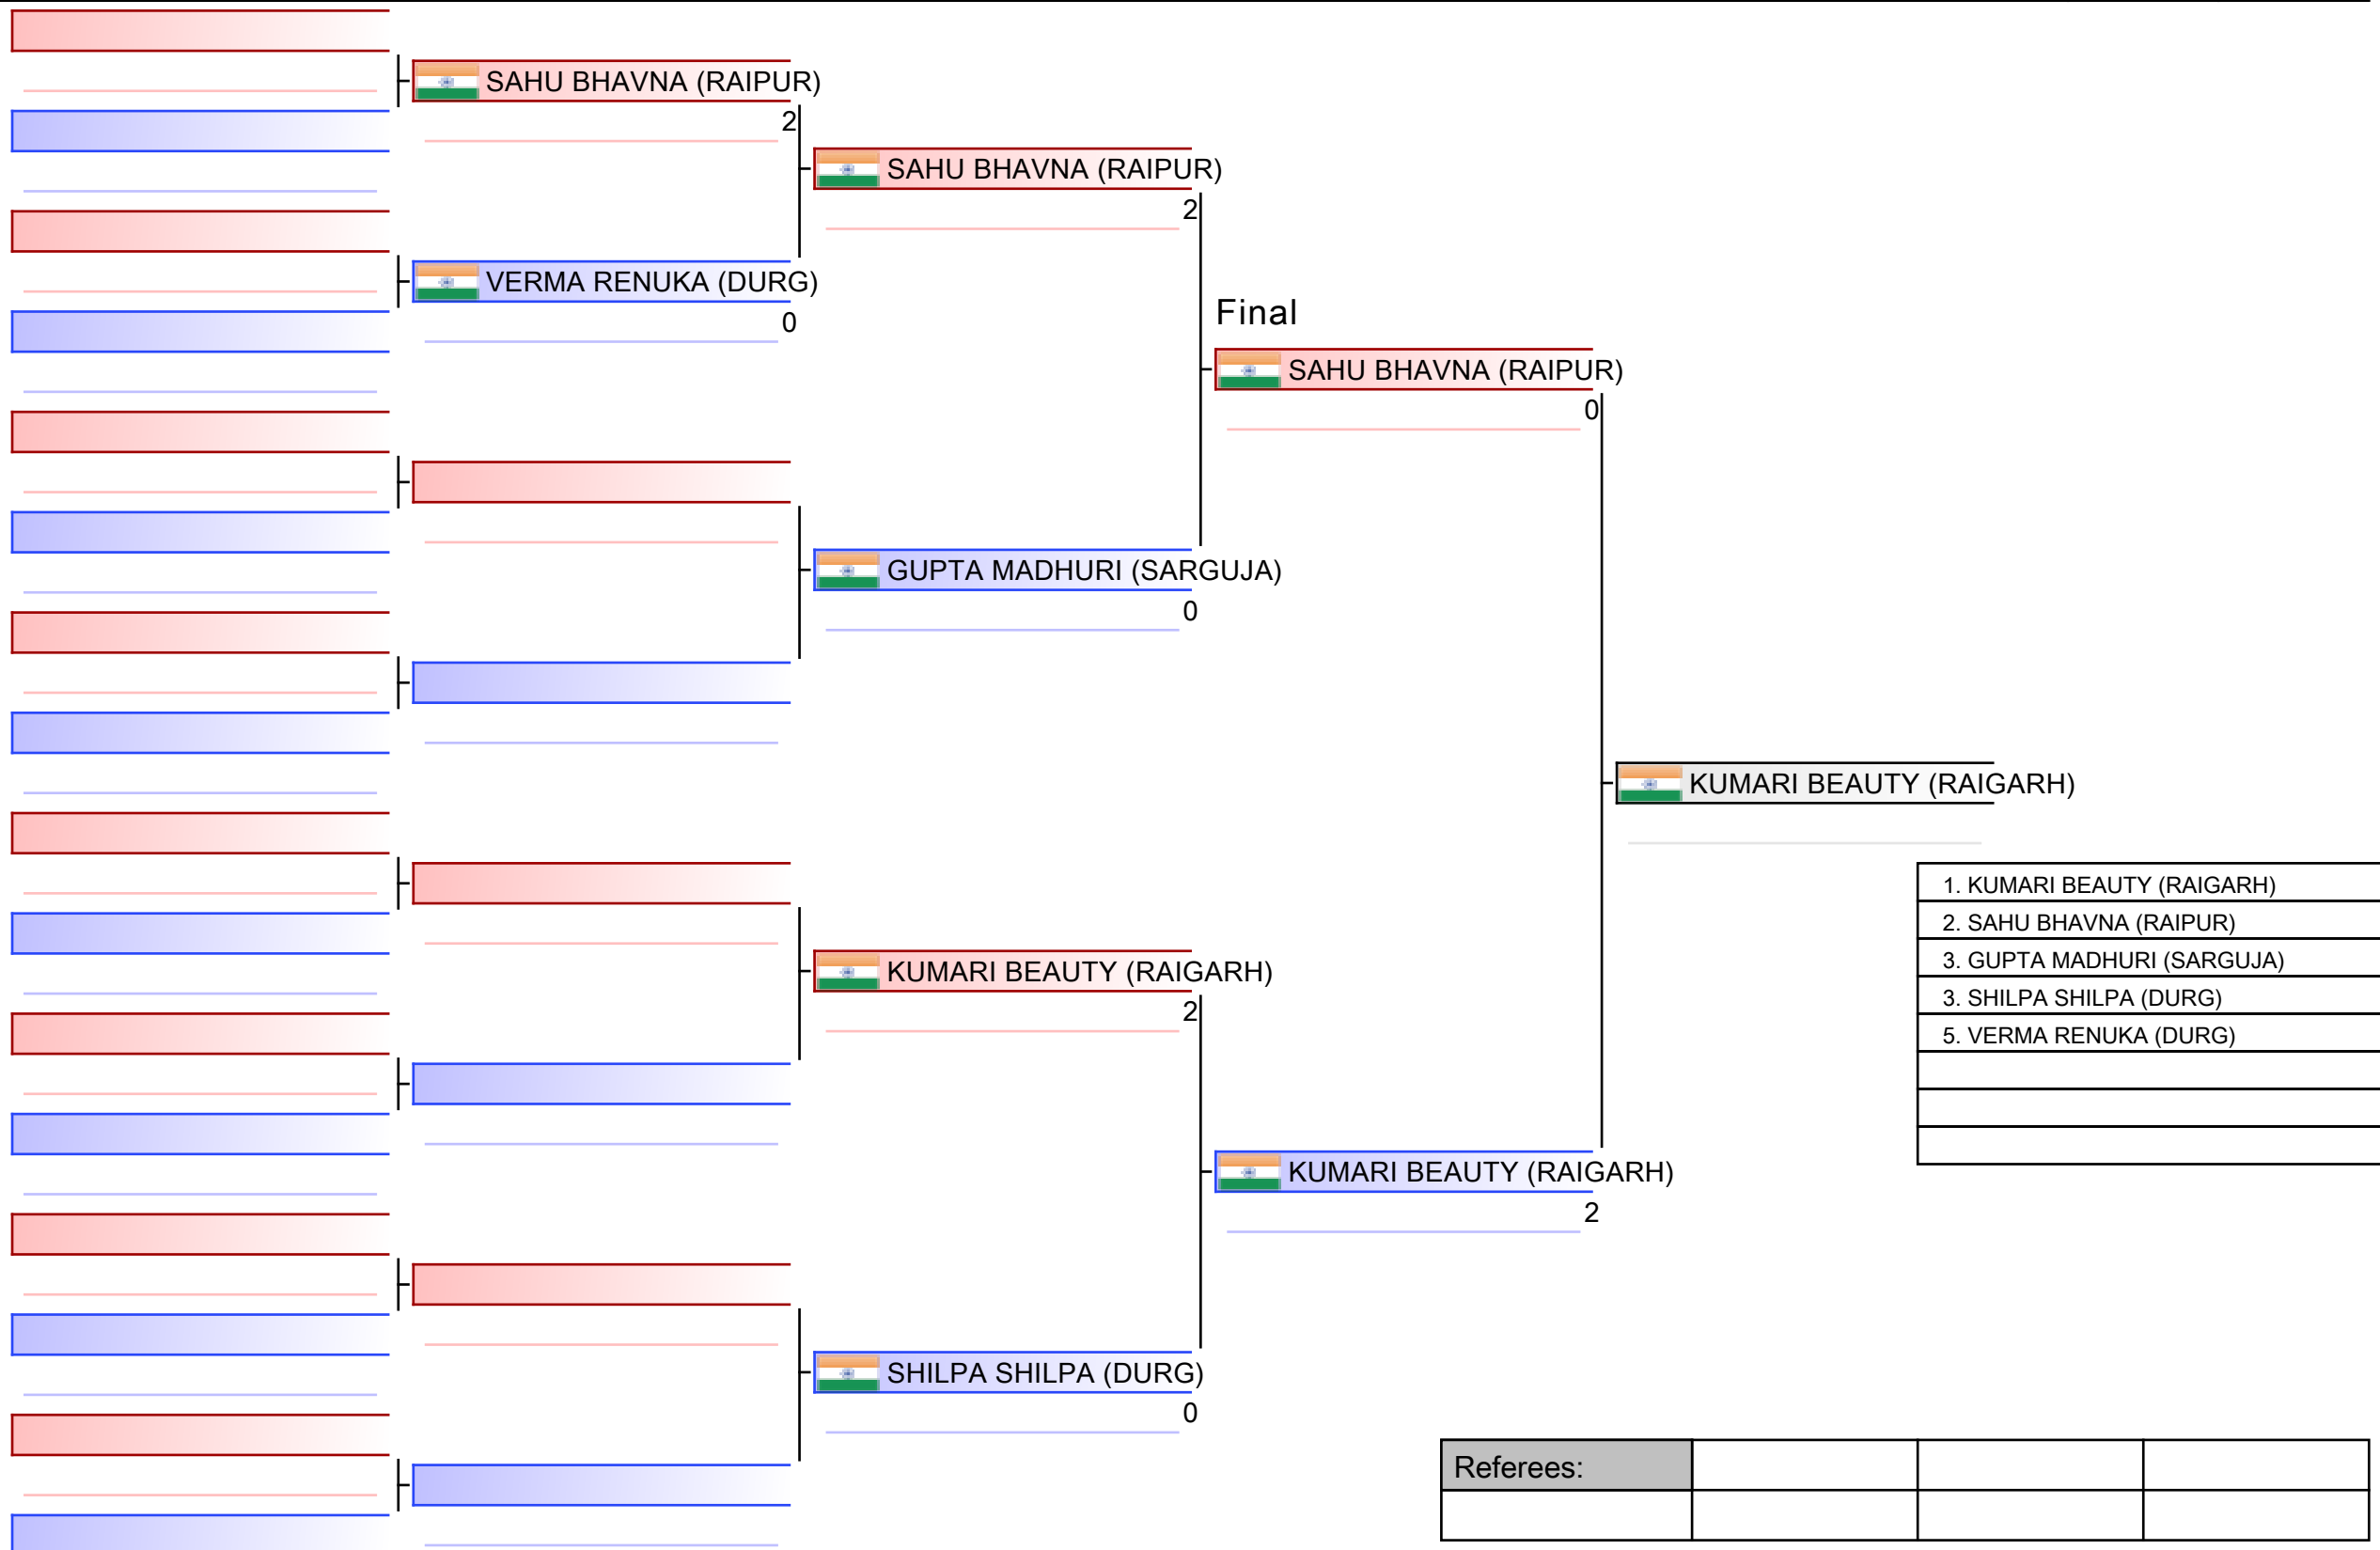 SAHU BHAVNA (RAIPUR)
2
SAHU BHAVNA (RAIPUR)
2
VERMA RENUKA (DURG)
0
Final
SAHU BHAVNA (RAIPUR)
0
GUPTA MADHURI (SARGUJA)
0
KUMARI BEAUTY (RAIGARH)
1. KUMARI BEAUTY (RAIGARH)
2. SAHU BHAVNA (RAIPUR)
3. GUPTA MADHURI (SARGUJA)
3. SHILPA SHILPA (DURG)
5. VERMA RENUKA (DURG)
KUMARI BEAUTY (RAIGARH)
2
KUMARI BEAUTY (RAIGARH)
2
SHILPA SHILPA (DURG)
0
Referees: